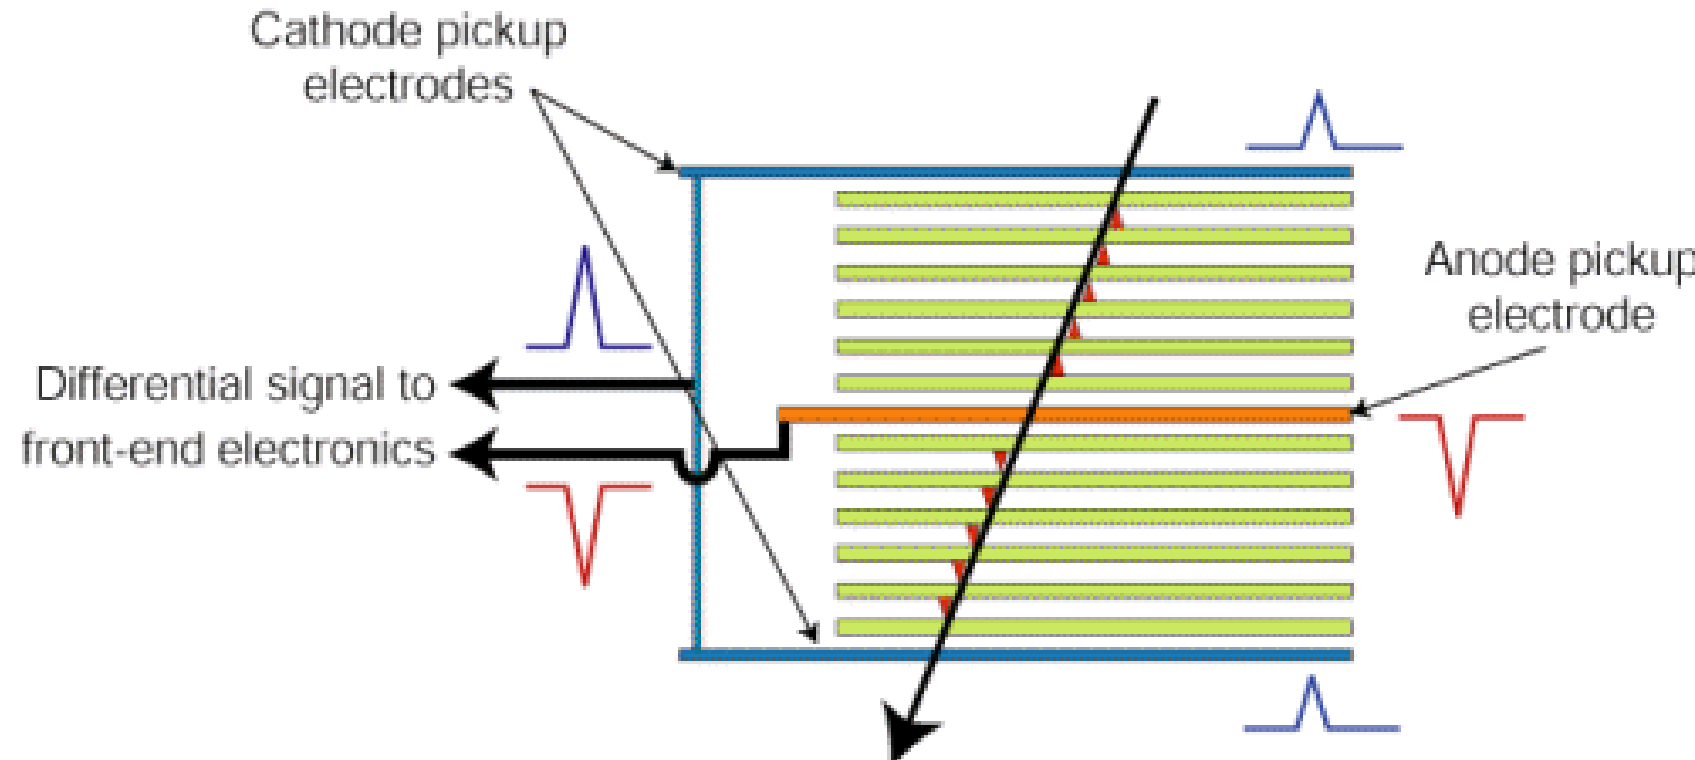 Cathode pickup
electrodes
Anode pickup
electrode
Differential signal to
front-end electronics